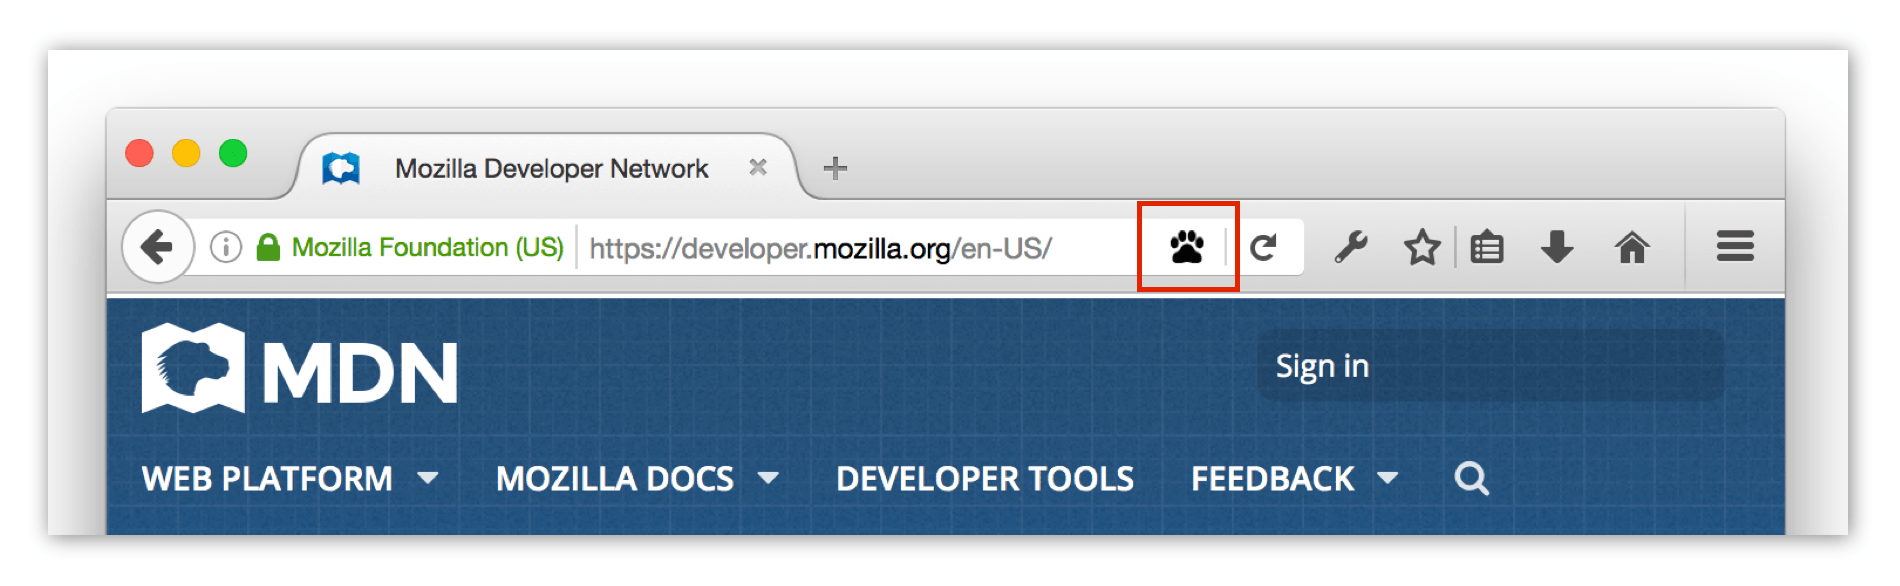 Mozilla Developer Network
Mozilla Foundation (US) https://developer.mozilla.org/en-US/
MDN
Sign in
WEB PLATFORM MOZILLA DOCS DEVELOPER TOOLS FEEDBACK